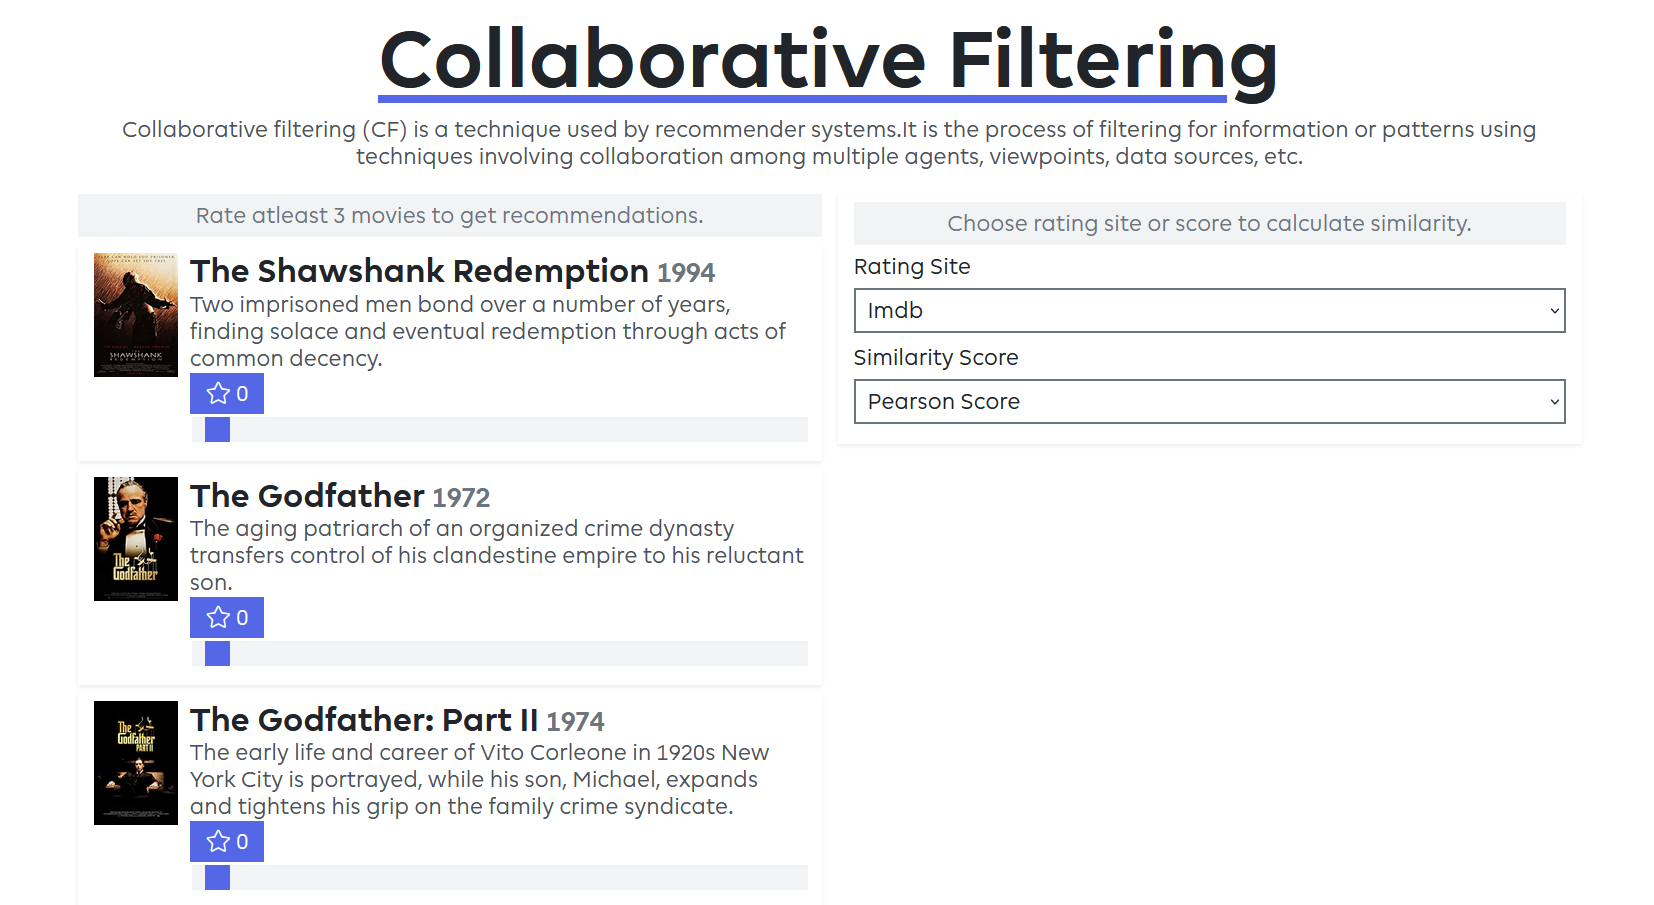 Collaborative Filtering
Collaborative filtering (CF) is a technique used by recommender systems.It is the process of filtering for information or patterns using
techniques involving collaboration among multiple agents, viewpoints, data sources, etc.
Rate atleast 3 movies to get recommendations.
The Shawshank Redemption 1994
Two imprisoned men bond over a number of years,
finding solace and eventual redemption through acts of
common decency.
0
SHAWSHANK
REDEMPTION
The Godfather 1972
The aging patriarch of an organized crime dynasty
transfers control of his clandestine empire to his reluctant
son.
0
The
Godfather
The Godfather: Part II 1974
The early life and career of Vito Corleone in 1920s New
York City is portrayed, while his son, Michael, expands
and tightens his grip on the family crime syndicate.
0
The
Godfather
PART II
Choose rating site or score to calculate similarity.
Rating Site
Imdb
Similarity Score
Pearson Score